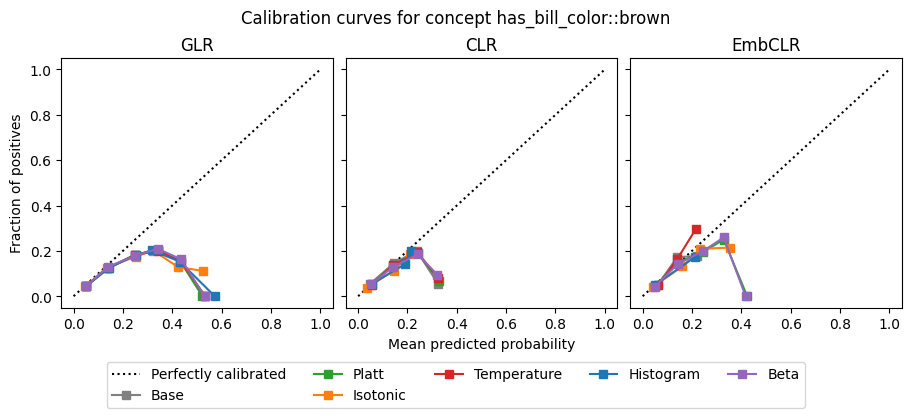 Calibration curves for concept has_bill_color::brown
GLR
CLR
EmbCLR
Fraction of positives
1.0
0.8
0.6
0.4
0.2
0.0
0.0 0.2 0.4 0.6 0.8 1.0
0.0 0.2 0.4 0.6 0.8 1.0
0.0 0.2 0.4 0.6 0.8 1.0
Mean predicted probability
Perfectly calibrated
Base
Platt
Isotonic
Temperature
Histogram
Beta